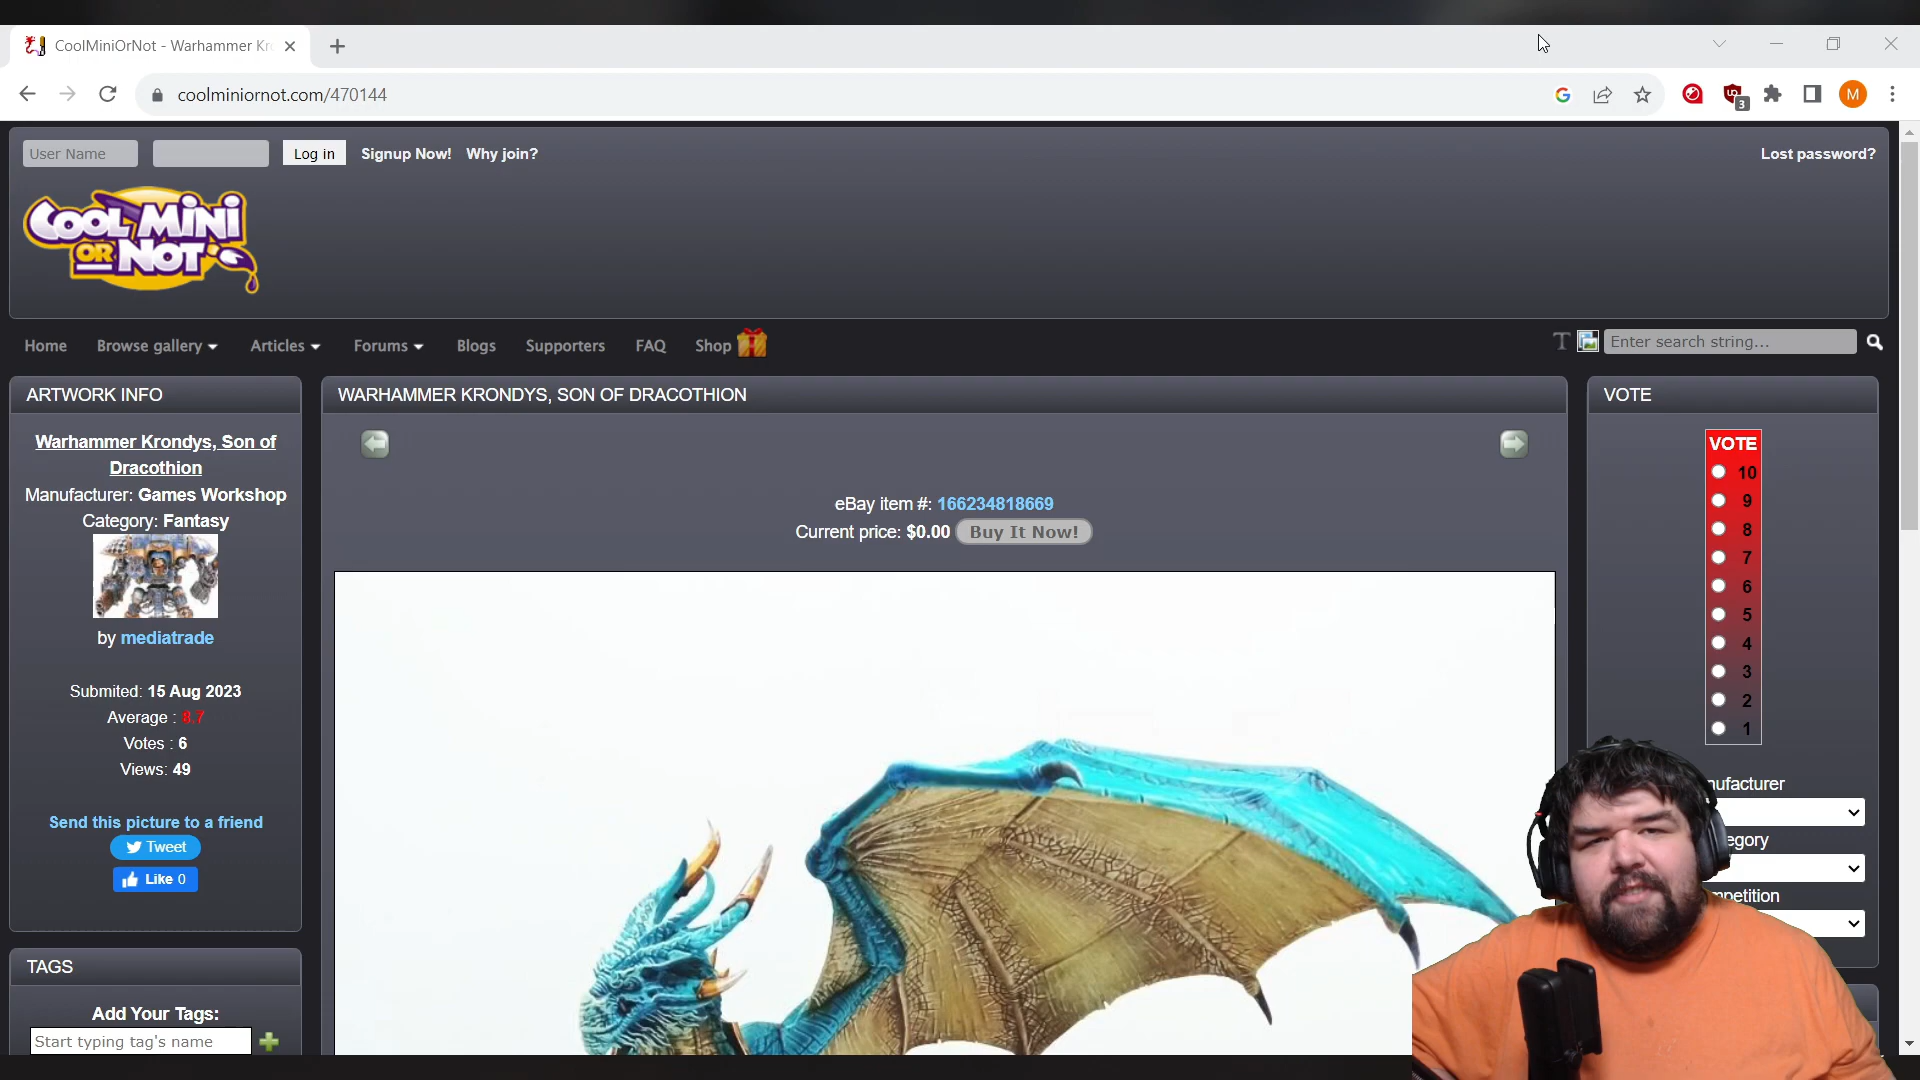 CoolMiniOrNot - Warhammer Kr
coolminiornot.com/470144
3
M
User Name
Log in
Signup Now!
Why join?
Lost password?
COOL MINI
OR NOT
Home
Browse gallery
Articles
Forums
Blogs
Supporters
FAQ
Shop
T
Enter search string...
ARTWORK INFO
Warhammer Krondys, Son of
Dracothion
Manufacturer: Games Workshop
Category: Fantasy
by mediatrade
Submited: 15 Aug 2023
Average : 8.7
Votes : 6
Views: 49
Send this picture to a friend
Tweet
Like 0
TAGS
Add Your Tags:
Start typing tag's name
WARHAMMER KRONDYS, SON OF DRACOTHION
eBay item #: 166234818669
Current price: $0.00 Buy It Now!
VOTE
VOTE
10
9
8
7
6
5
4
3
2
1
nufacturer
egory
mpetition